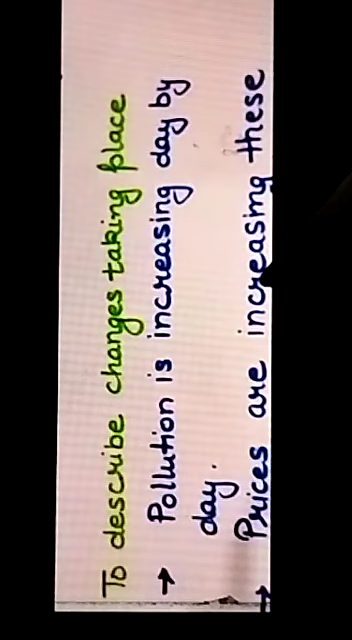 To describe changes taking place
→ Pollution is increasing day by
day.
→ Prices are increasing these